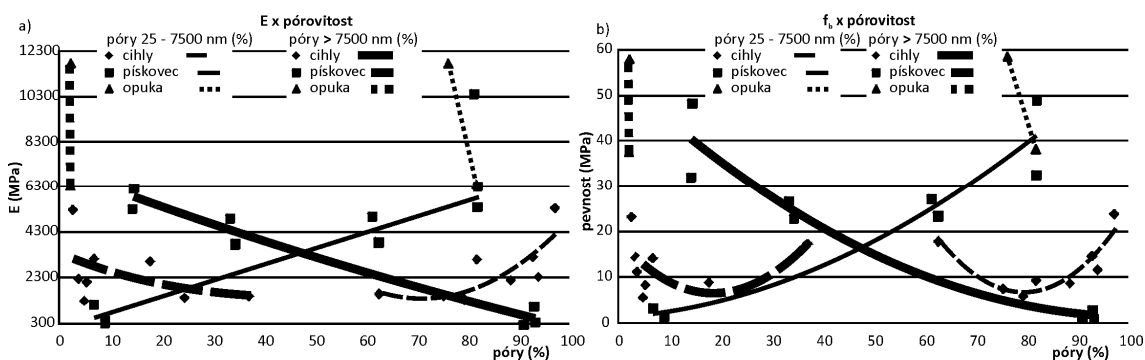 a)
E x pórovitost
póry 25 - 7500 nm (%) póry > 7500 nm (%)
cihly cihly
pískovec pískovec
opuka opuka
E (MPa)
12300
10300
8300
6300
4300
2300
300
0 10 20 30 40 50 60 70 80 90 100
póry (%)
b)
fb x pórovitost
póry 25 - 7500 nm (%) póry > 7500 nm (%)
cihly cihly
pískovec pískovec
opuka opuka
pevnost (MPa)
60
50
40
30
20
10
0
0 10 20 30 40 50 60 70 80 90 100
póry (%)